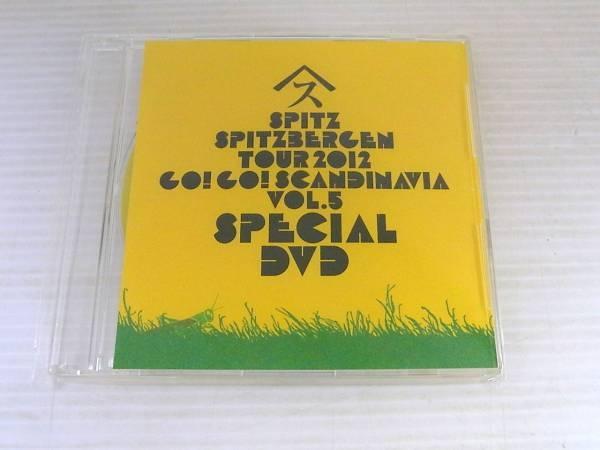 ス
SPITZ
SPITZBERGEN
TOUR 2012
GO! GO! SCANDINAVIA
VOL.5
SPECIAL
DVD